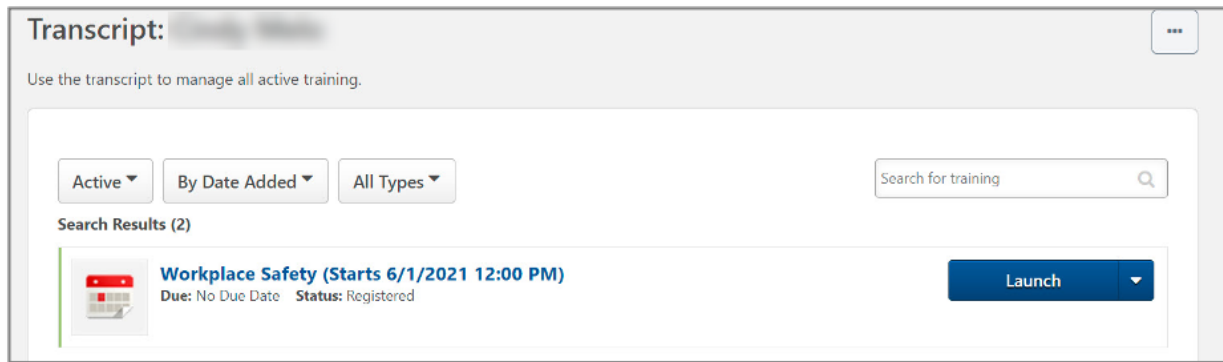 Transcript:
Use the transcript to manage all active training.
Active By Date Added All Types Search for training
Search Results (2)
Workplace Safety (Starts 6/1/2021 12:00 PM)
Due: No Due Date Status: Registered
Launch